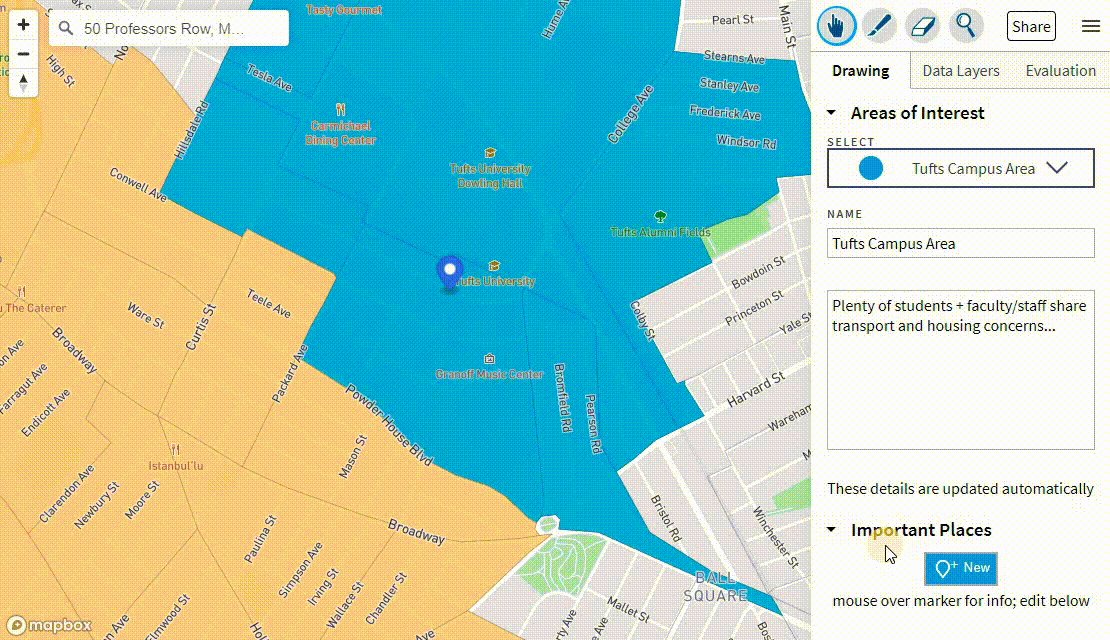 50 Professors Row, M...
Tasty Gourmet
High St
Hume Ave
Pearl St
Main St
Stearns Ave
Stanley Ave
Frederick Ave
Windsor Rd
College Ave
Tesla Ave
Hillsdale Rd
Carmichael
Dining Center
Tufts University
Dowling Hall
Conwell Ave
Tufts Alumni Fields
Tufts University
Bowdoin St
Princeton St
Yale St
u The Caterer
Teele Ave
Ware St
Curtis St
Colby St
Broadway
Packard Ave
Granoff Music Center
Bromfield Rd
Pearson Rd
Harvard St
Farragut Ave
Endicott Ave
Powder House Blvd
Mason St
Istanbul'lu
Clarendon Ave
Newbury St
Moore St
Paulina St
Broadway
Bristol Rd
Winchester St
Simpson Ave
Irving St
Wallace St
Chandler St
BALL
SQUARE
Mallet St
mapbox
Share
Drawing
Data Layers
Evaluation
Areas of Interest
SELECT
Tufts Campus Area
NAME
Tufts Campus Area
Plenty of students + faculty/staff share
transport and housing concerns...
These details are updated automatically
Important Places
New
mouse over marker for info; edit below